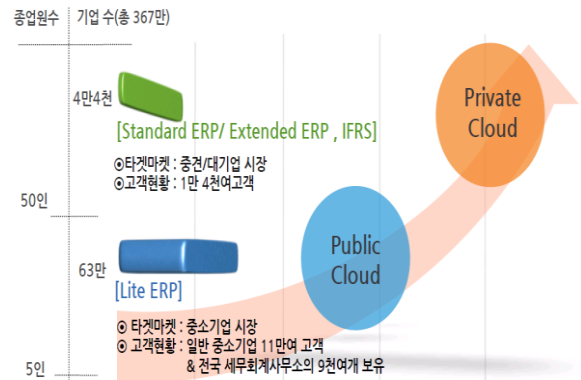 종업원수 기업 수(총 367만)
4만4천
[Standard ERP/ Extended ERP , IFRS]
⊙타겟마켓 : 중견/대기업 시장
⊙고객현황 : 1만 4천여고객
Private
Cloud
50인
63만
Public
Cloud
[Lite ERP]
⊙ 타겟마켓 : 중소기업 시장
⊙ 고객현황 : 일반 중소기업 11만여 고객
& 전국 세무회계사무소의 9천여개 보유
5인